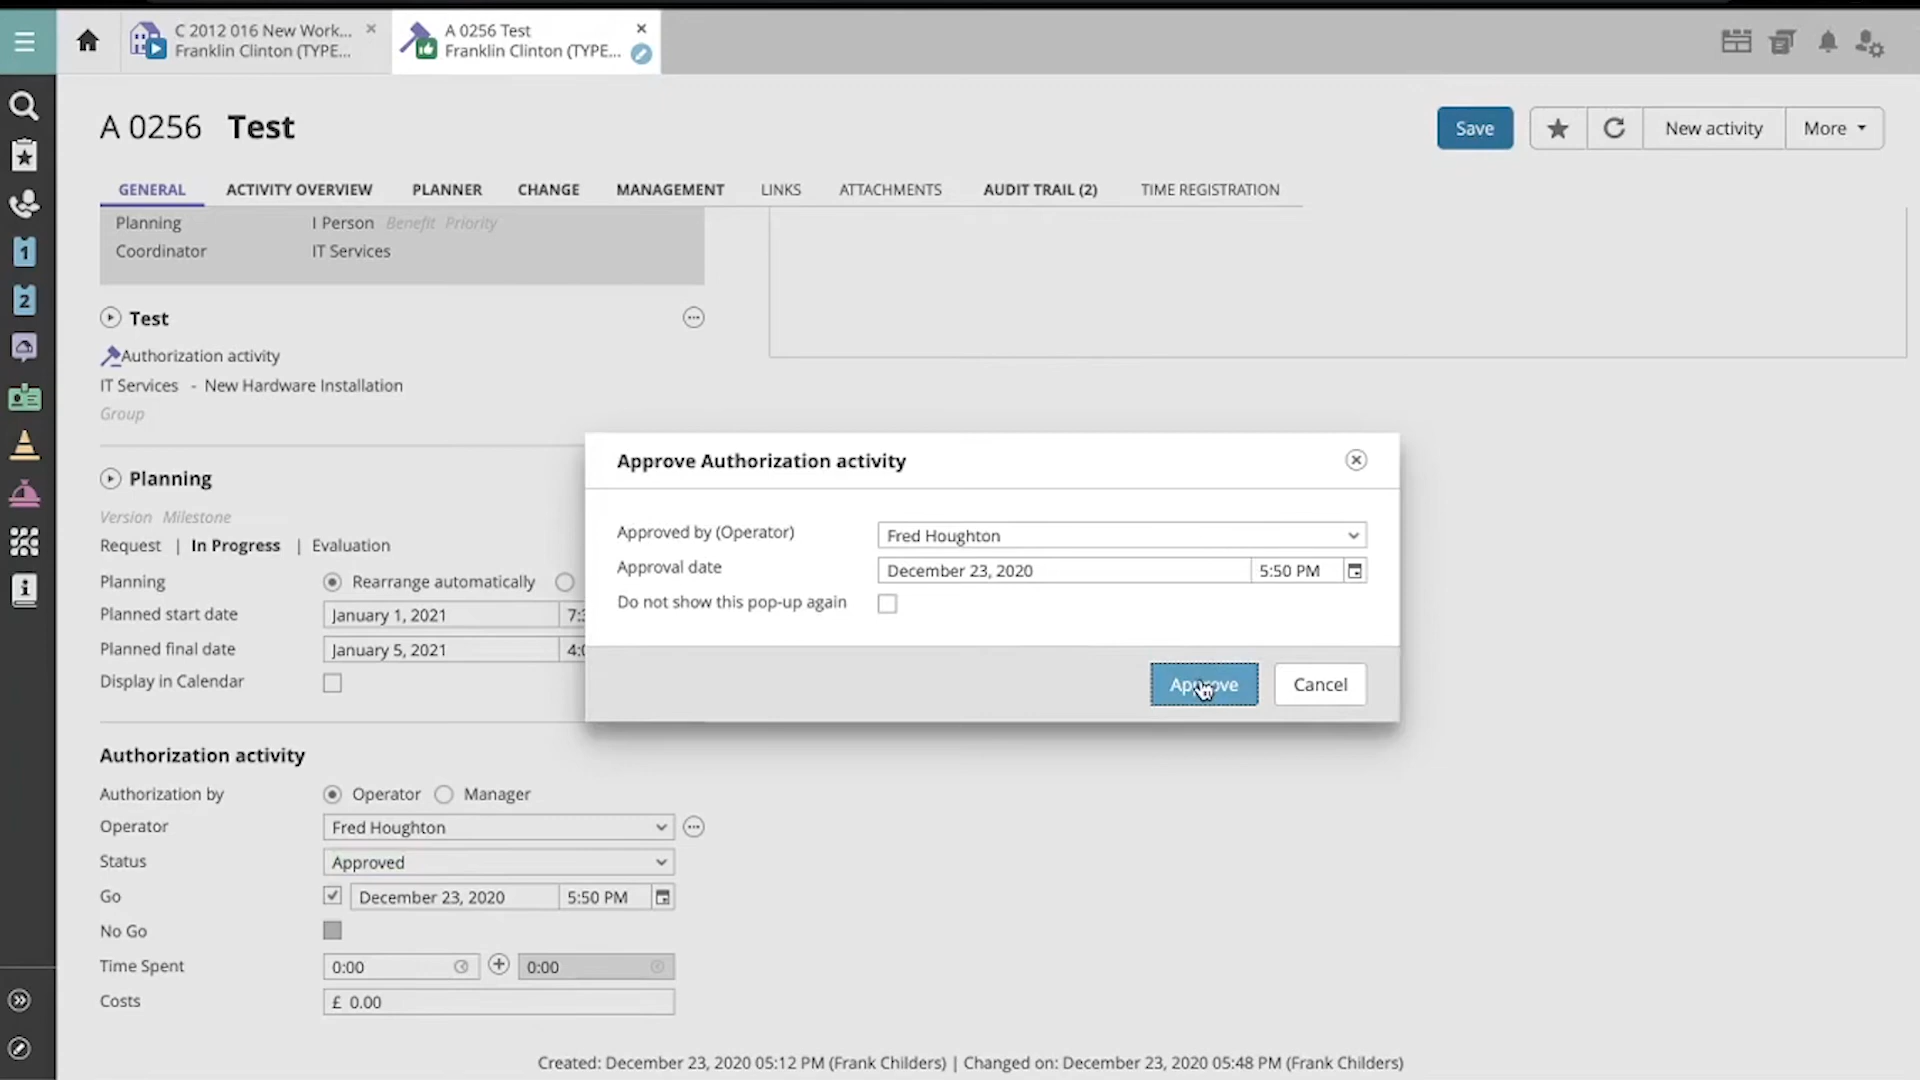 C 2012 016 New Work...
Franklin Clinton (TYPE...
A 0256 Test
Franklin Clinton (TYPE...
A 0256 Test
Save
New activity
More
GENERAL
ACTIVITY OVERVIEW
PLANNER
CHANGE
MANAGEMENT
LINKS
ATTACHMENTS
AUDIT TRAIL (2)
TIME REGISTRATION
Planning I Person Benefit Priority
Coordinator IT Services
1
2
Test
Authorization activity
IT Services - New Hardware Installation
Group
Planning
Version Milestone
Request | In Progress | Evaluation
Planning Rearrange automatically
Planned start date January 1, 2021
Planned final date January 5, 2021
Display in Calendar
Approve Authorization activity
Approved by (Operator) Fred Houghton
Approval date December 23, 2020 5:50 PM
Do not show this pop-up again
Approve Cancel
Authorization activity
Authorization by Operator Manager
Operator Fred Houghton
Status Approved
Go December 23, 2020 5:50 PM
No Go
Time Spent 0:00 0:00
Costs £ 0.00
Created: December 23, 2020 05:12 PM (Frank Childers) | Changed on: December 23, 2020 05:48 PM (Frank Childers)